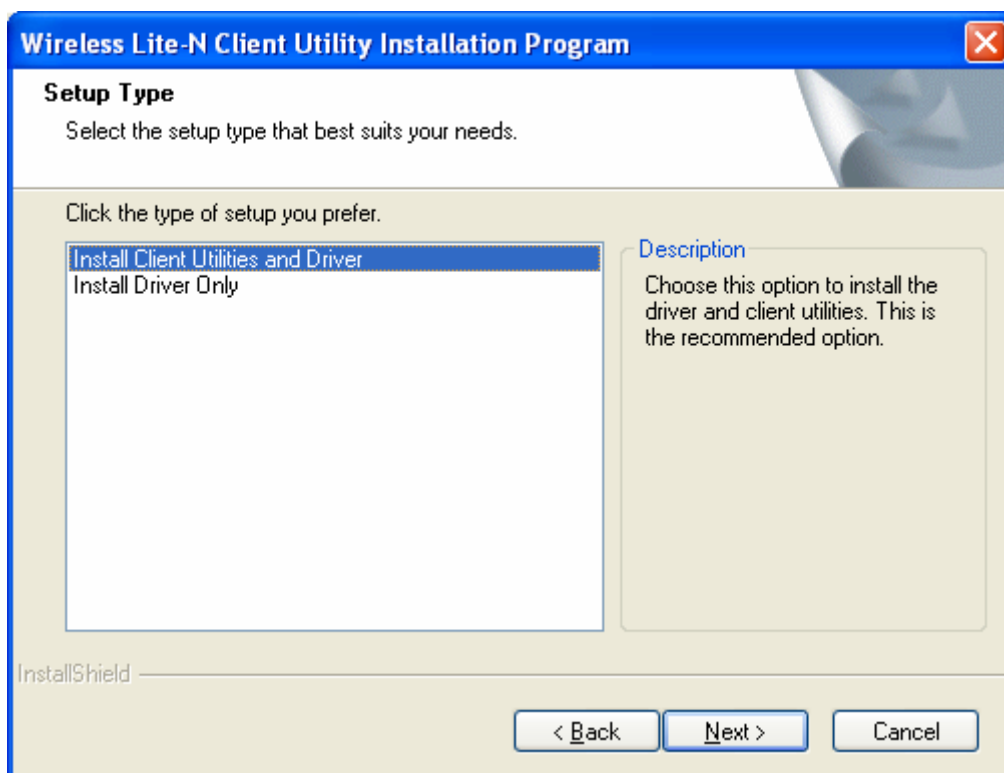 Wireless Lite-N Client Utility Installation Program
Setup Type
Select the setup type that best suits your needs.
Click the type of setup you prefer.
Install Client Utilities and Driver
Install Driver Only
Description
Choose this option to install the
driver and client utilities. This is
the recommended option.
InstallShield
< Back
Next >
Cancel